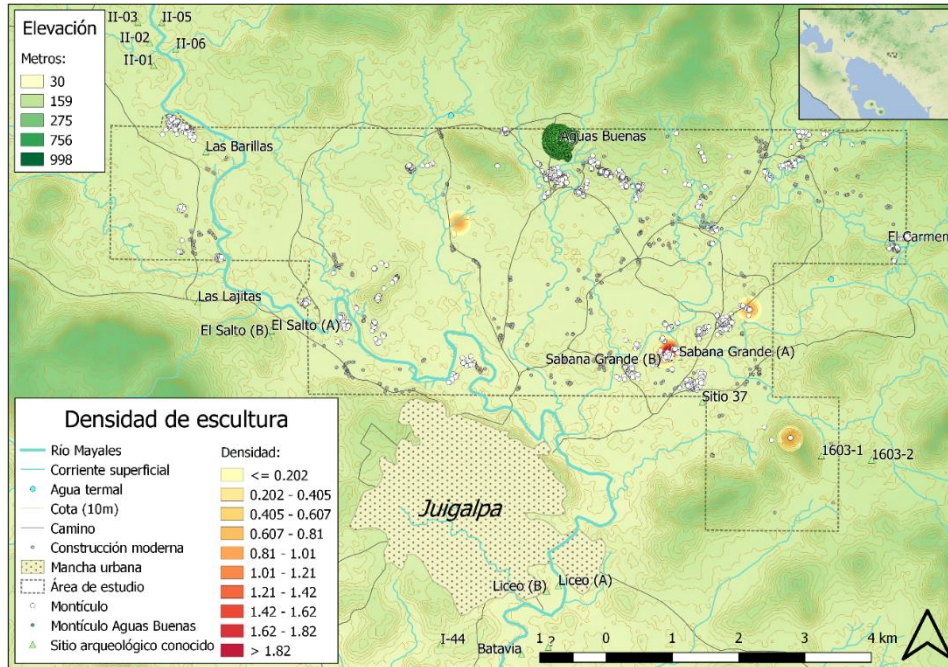 Elevación
Metros:
30
159
275
756
998
II-03
II-05
II-02
II-06
II-01
Las Barillas
Aguas Buenas
El Carmen
Las Lajitas
El Salto (B)
El Salto (A)
Sabana Grande (B)
Sabana Grande (A)
Sitio 37
1603-1
1603-2
Juigalpa
Liceo (B)
Liceo (A)
I-44
Batavia
?
Densidad de escultura
Río Mayales
Corriente superficial
Agua termal
Cota (10m)
Camino
Construcción moderna
Mancha urbana
Área de estudio
Montículo
Montículo Aguas Buenas
Sitio arqueológico conocido
Densidad:
<= 0.202
0.202 - 0.405
0.405 - 0.607
0.607 - 0.81
0.81 - 1.01
1.01 - 1.21
1.21 - 1.42
1.42 - 1.62
1.62 - 1.82
> 1.82
1 0 1 2 3 4 km